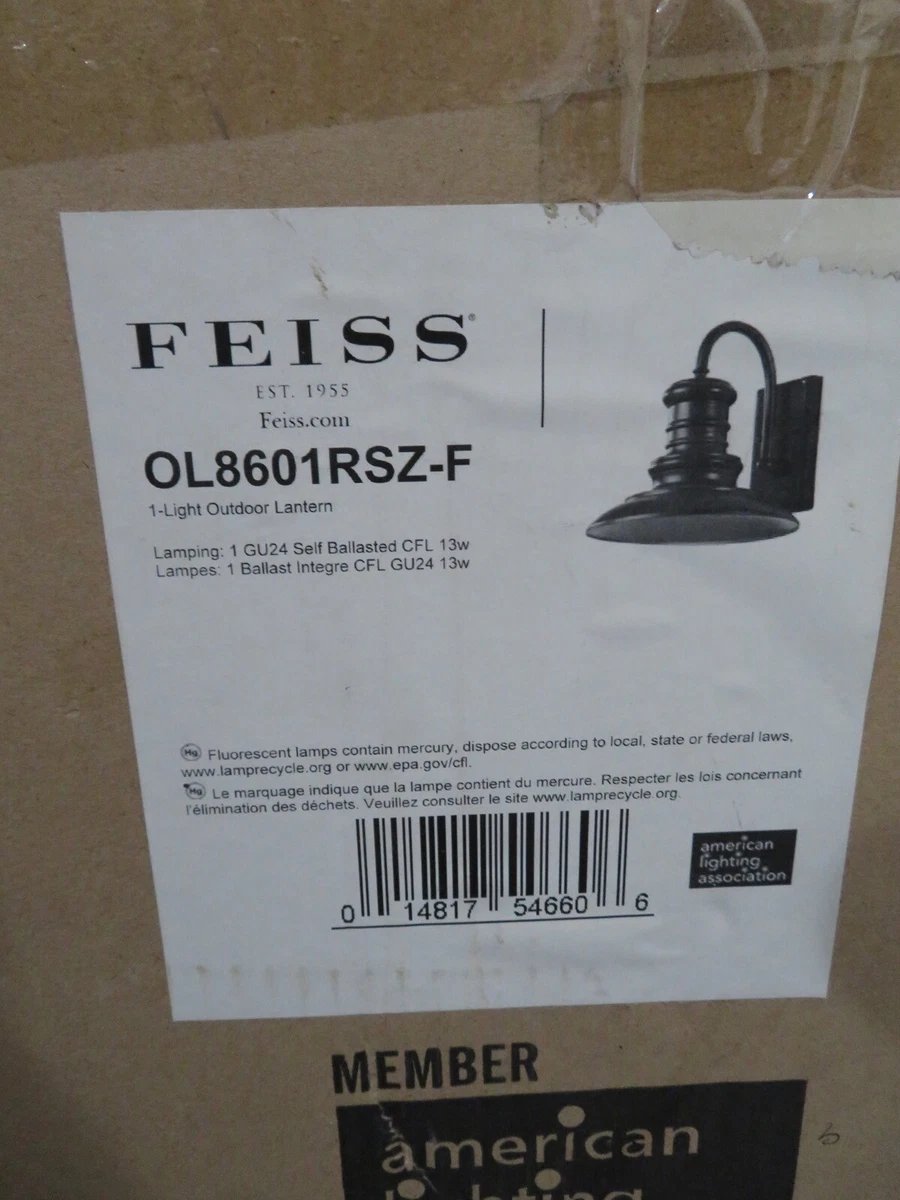 FEISS®
EST. 1955
Feiss.com
OL8601RSZ-F
1-Light Outdoor Lantern
Lamping: 1 GU24 Self Ballasted CFL 13w
Lampes: 1 Ballast Integre CFL GU24 13w
Hg Fluorescent lamps contain mercury, dispose according to local, state or federal laws,
www.lamprecycle.org or www.epa.gov/cfl.
Hg Le marquage indique que la lampe contient du mercure. Respecter les lois concernant
l'élimination des déchets. Veuillez consulter le site www.lamprecycle.org.
american
lighting
association
0 14817 54660 6
MEMBER
american
lighting